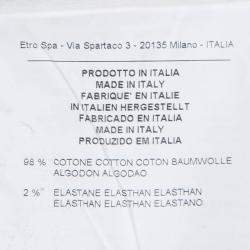 Etro Spa - Via Spartaco 3 - 20135 Milano - ITALIA
PRODOTTO IN ITALIA
MADE IN ITALY
FABRIQUE' EN ITALIE
IN ITALIEN HERGESTELLT
FABRICADO EN ITALIA
MADE IN ITALY
PRODUZIDO EM ITALIA
98 % COTONE COTTON COTON BAUMWOLLE
ALGODON ALGODAO
2 % ELASTANE ELASTHAN ELASTHAN
ELASTHAN ELASTHAN ELASTANO